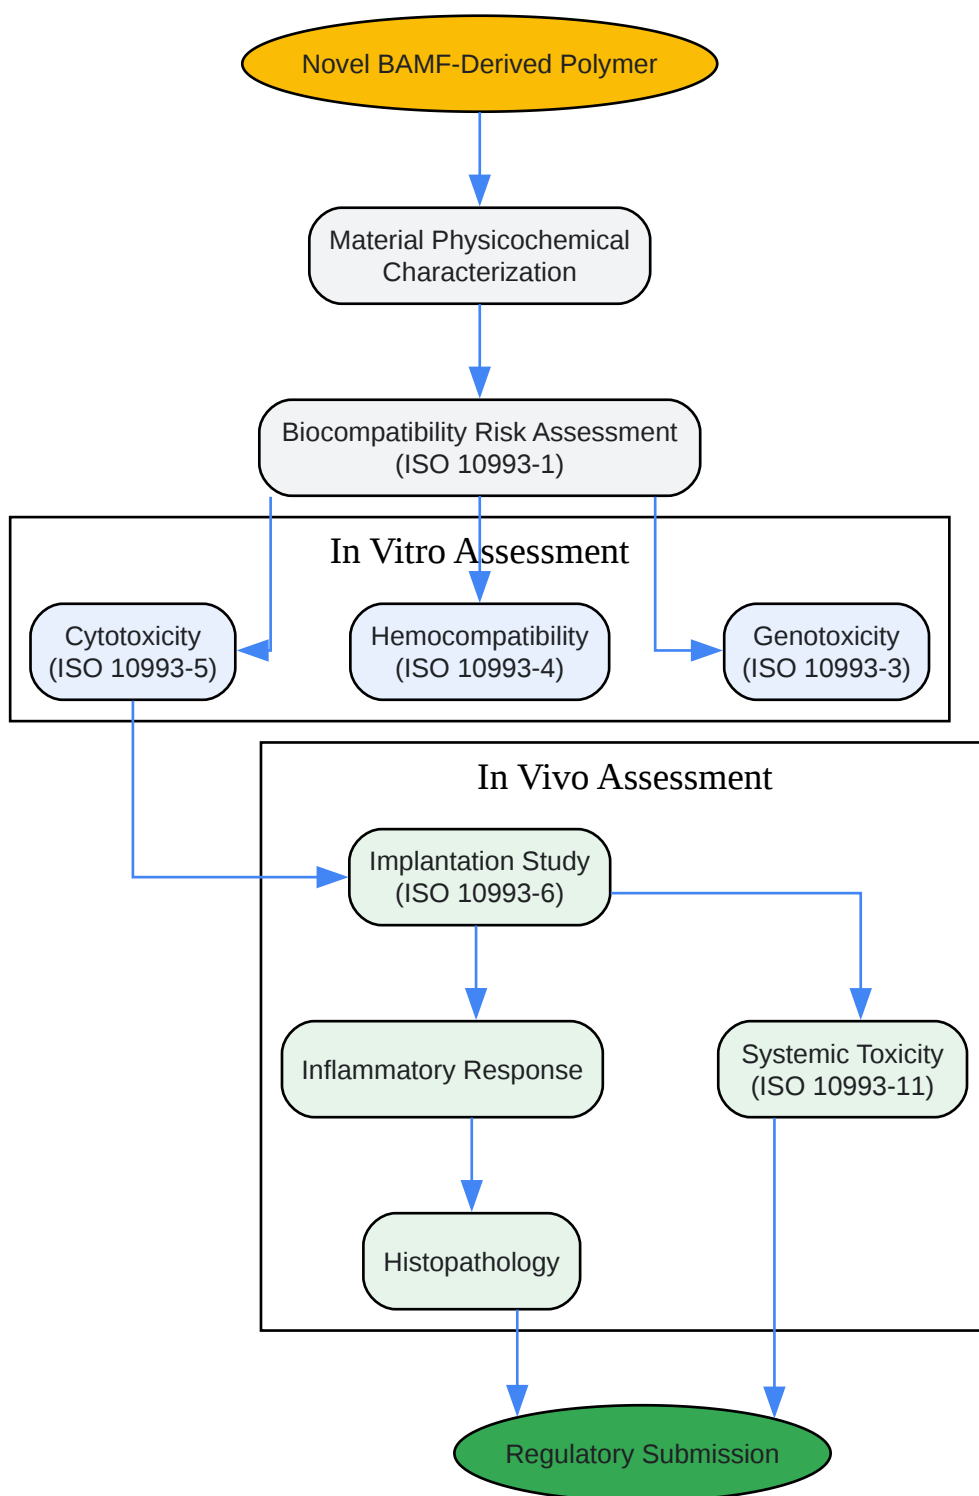 Novel BAMF-Derived Polymer
Material Physicochemical
Characterization
Biocompatibility Risk Assessment
(ISO 10993-1)
In Vitro Assessment
Cytotoxicity
(ISO 10993-5)
Hemocompatibility
(ISO 10993-4)
Genotoxicity
(ISO 10993-3)
In Vivo Assessment
Implantation Study
(ISO 10993-6)
Inflammatory Response
Systemic Toxicity
(ISO 10993-11)
Histopathology
Regulatory Submission